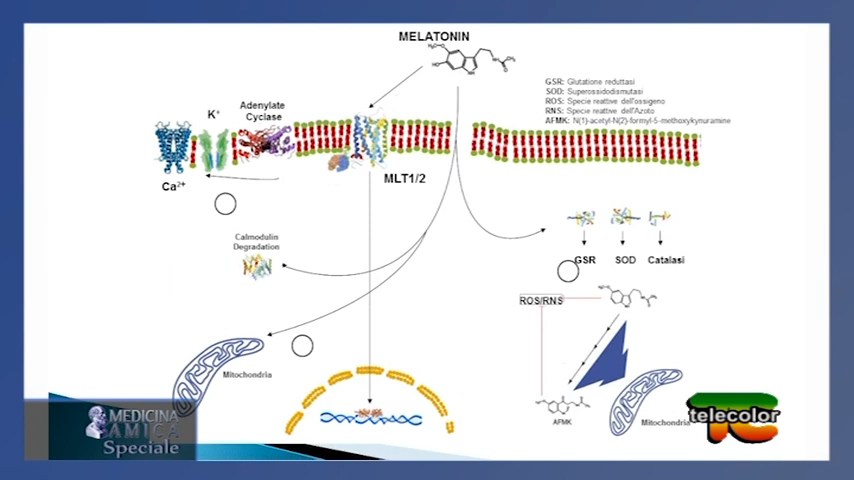 MELATONIN
GSR: Glutatione reduttasi
SOD: Superossidodismutasi
ROS: Specie reattive dell'ossigeno
RNS: Specie reattive dell'Azoto
AFMK: N(1)-acetyl-N(2)-formyl-5-methoxykynuramine
K+
Adenylate
Cyclase
Ca2+
MLT1/2
Calmodulin
Degradation
GSR
SOD
Catalasi
ROS/RNS
Mitochondria
AFMK
Mitochondria
MEDICINA
AMICA
Speciale
TC
telecolor